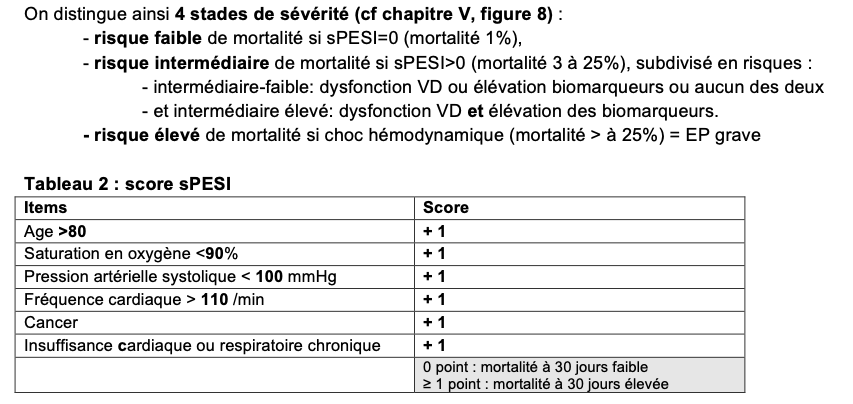 On distingue ainsi 4 stades de sévérité (cf chapitre V, figure 8) :
- risque faible de mortalité si sPESI=0 (mortalité 1%),
- risque intermédiaire de mortalité si sPESI>0 (mortalité 3 à 25%), subdivisé en risques :
- intermédiaire-faible: dysfonction VD ou élévation biomarqueurs ou aucun des deux
- et intermédiaire élevé: dysfonction VD et élévation des biomarqueurs.
- risque élevé de mortalité si choc hémodynamique (mortalité > à 25%) = EP grave
Tableau 2 : score sPESI
Items Score
Age >80 + 1
Saturation en oxygène <90% + 1
Pression artérielle systolique < 100 mmHg + 1
Fréquence cardiaque > 110 /min + 1
Cancer + 1
Insuffisance cardiaque ou respiratoire chronique + 1
0 point : mortalité à 30 jours faible
≥ 1 point : mortalité à 30 jours élevée